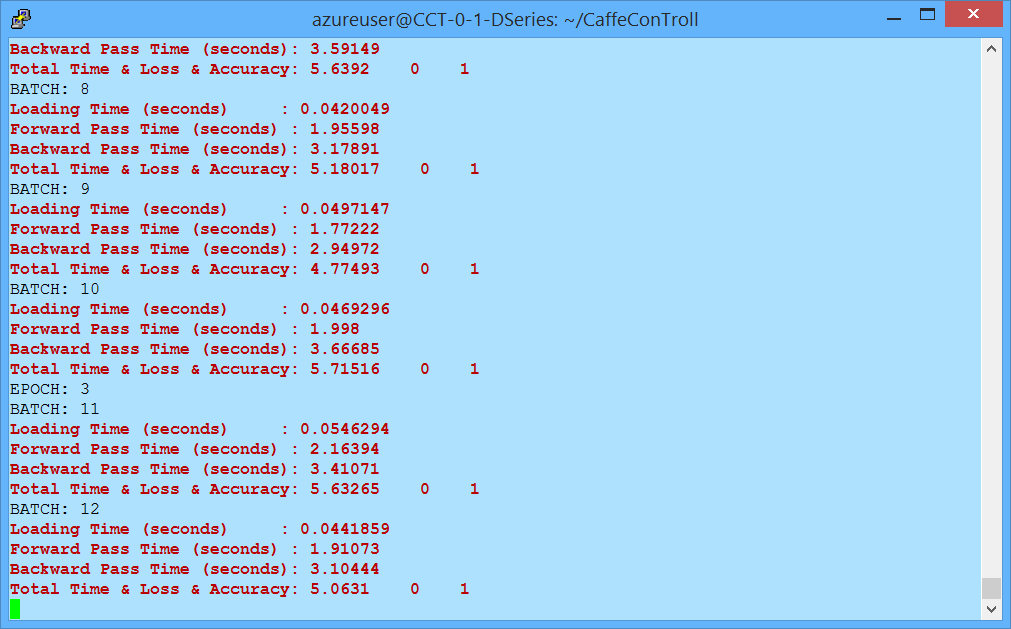 azureuser@CCT-0-1-DSeries: ~/CaffeConTroll
Backward Pass Time (seconds): 3.59149
Total Time & Loss & Accuracy: 5.6392    0    1
BATCH: 8
Loading Time (seconds)      : 0.0420049
Forward Pass Time (seconds) : 1.95598
Backward Pass Time (seconds): 3.17891
Total Time & Loss & Accuracy: 5.18017    0    1
BATCH: 9
Loading Time (seconds)      : 0.0497147
Forward Pass Time (seconds) : 1.77222
Backward Pass Time (seconds): 2.94972
Total Time & Loss & Accuracy: 4.77493    0    1
BATCH: 10
Loading Time (seconds)      : 0.0469296
Forward Pass Time (seconds) : 1.998
Backward Pass Time (seconds): 3.66685
Total Time & Loss & Accuracy: 5.71516    0    1
EPOCH: 3
BATCH: 11
Loading Time (seconds)      : 0.0546294
Forward Pass Time (seconds) : 2.16394
Backward Pass Time (seconds): 3.41071
Total Time & Loss & Accuracy: 5.63265    0    1
BATCH: 12
Loading Time (seconds)      : 0.0441859
Forward Pass Time (seconds) : 1.91073
Backward Pass Time (seconds): 3.10444
Total Time & Loss & Accuracy: 5.0631    0    1